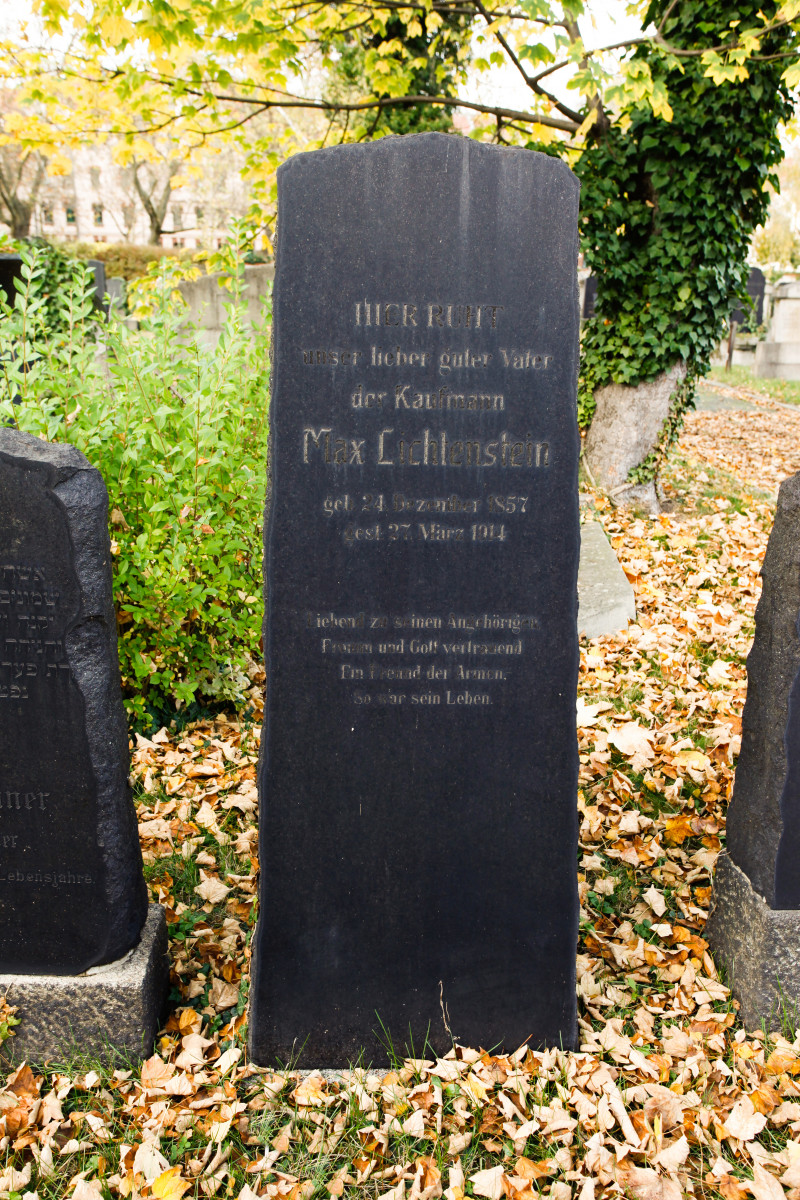 HIER RUHT
unser lieber guter Vater
der Kaufmann
Max Lichtenstein
geb. 24. Dezember 1857
gest. 27. März 1914
Liebend zu seinen Angehörigen
Fromm und Gott vertrauend
Ein Freund der Armen.
So war sein Leben.
Lebensjahre.